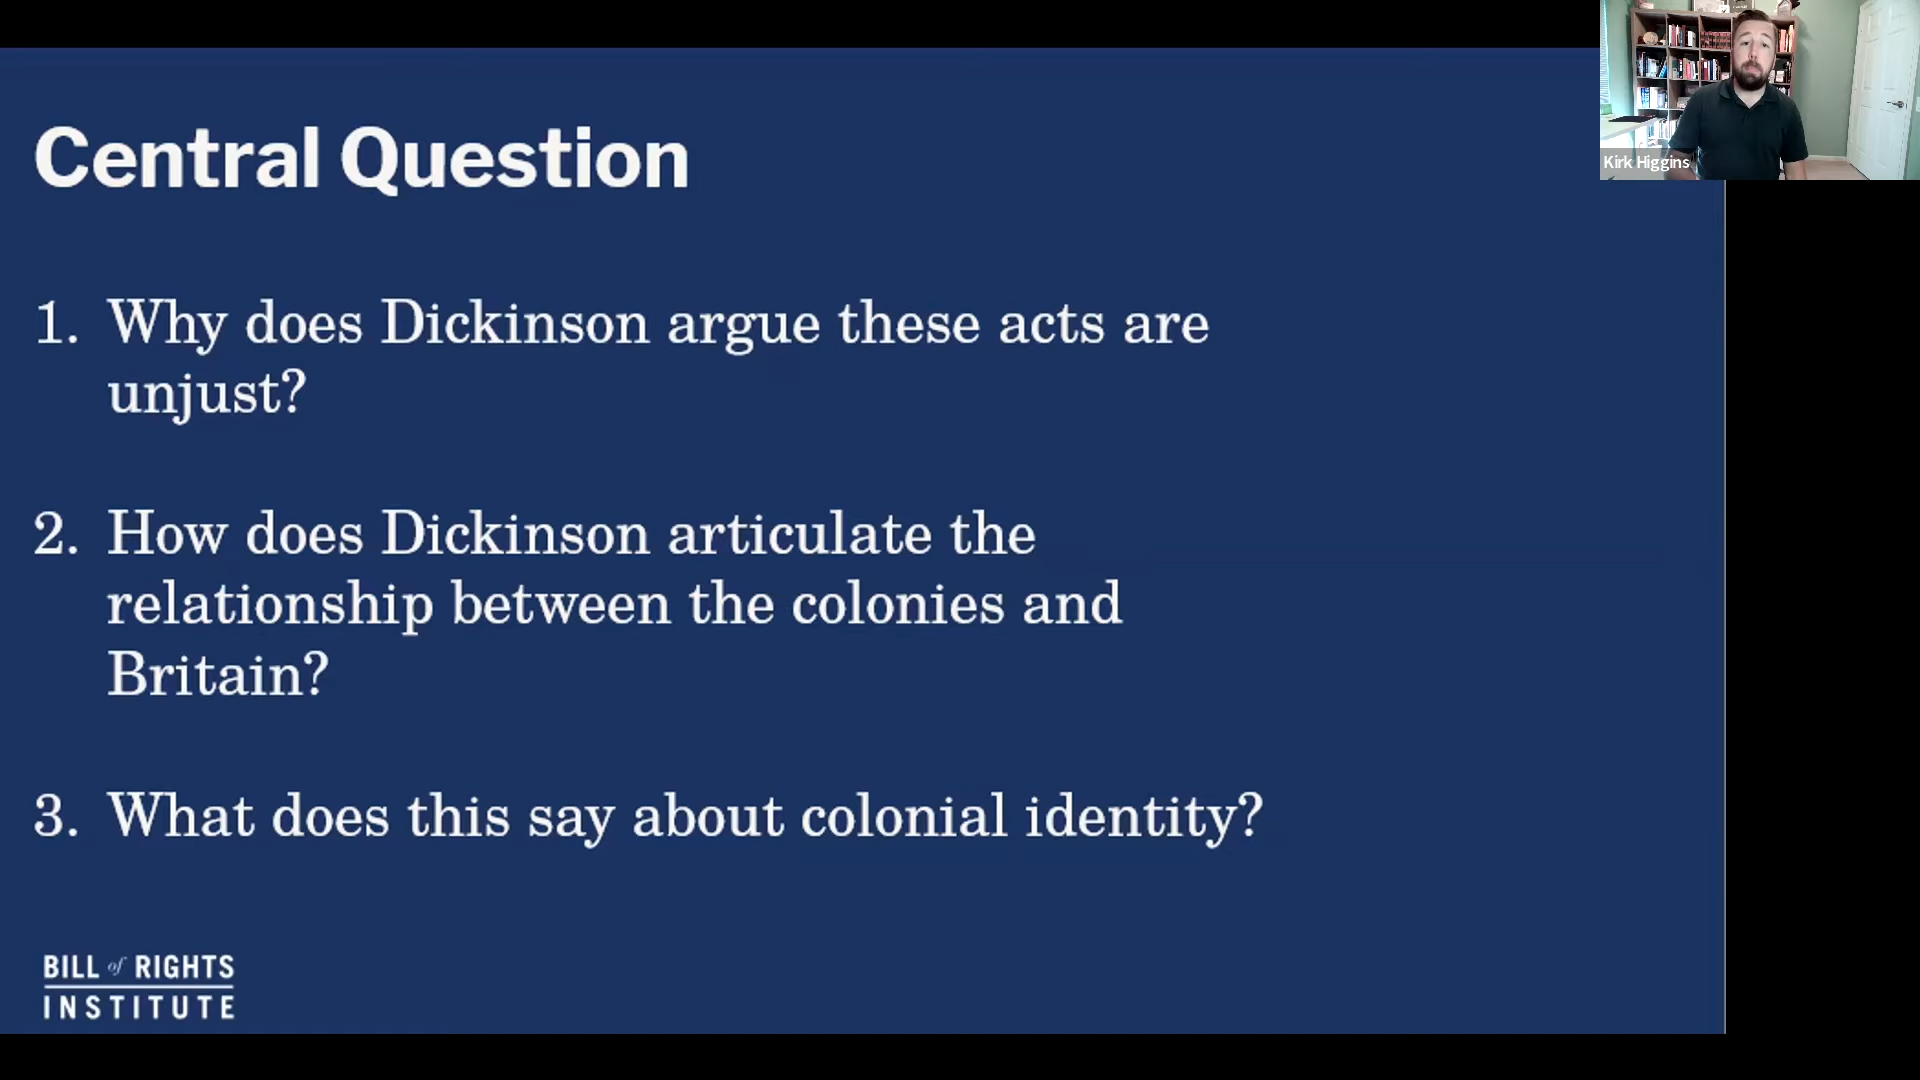 Central Question
1. Why does Dickinson argue these acts are
unjust?
2. How does Dickinson articulate the
relationship between the colonies and
Britain?
3. What does this say about colonial identity?
BILL of RIGHTS
INSTITUTE
Kirk Higgins